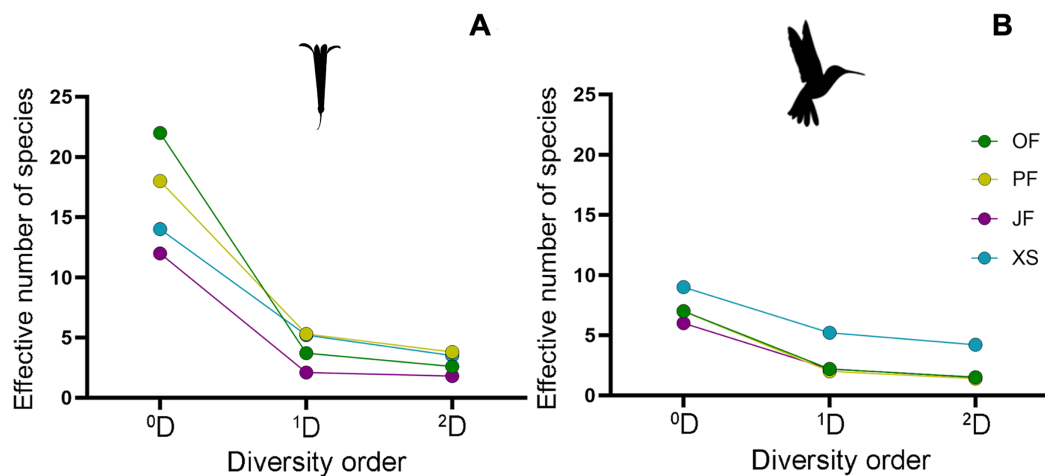 A
Effective number of species
25
20
15
10
5
0
⁰D
¹D
²D
Diversity order
B
Effective number of species
25
20
15
10
5
0
⁰D
¹D
²D
Diversity order
OF
PF
JF
XS